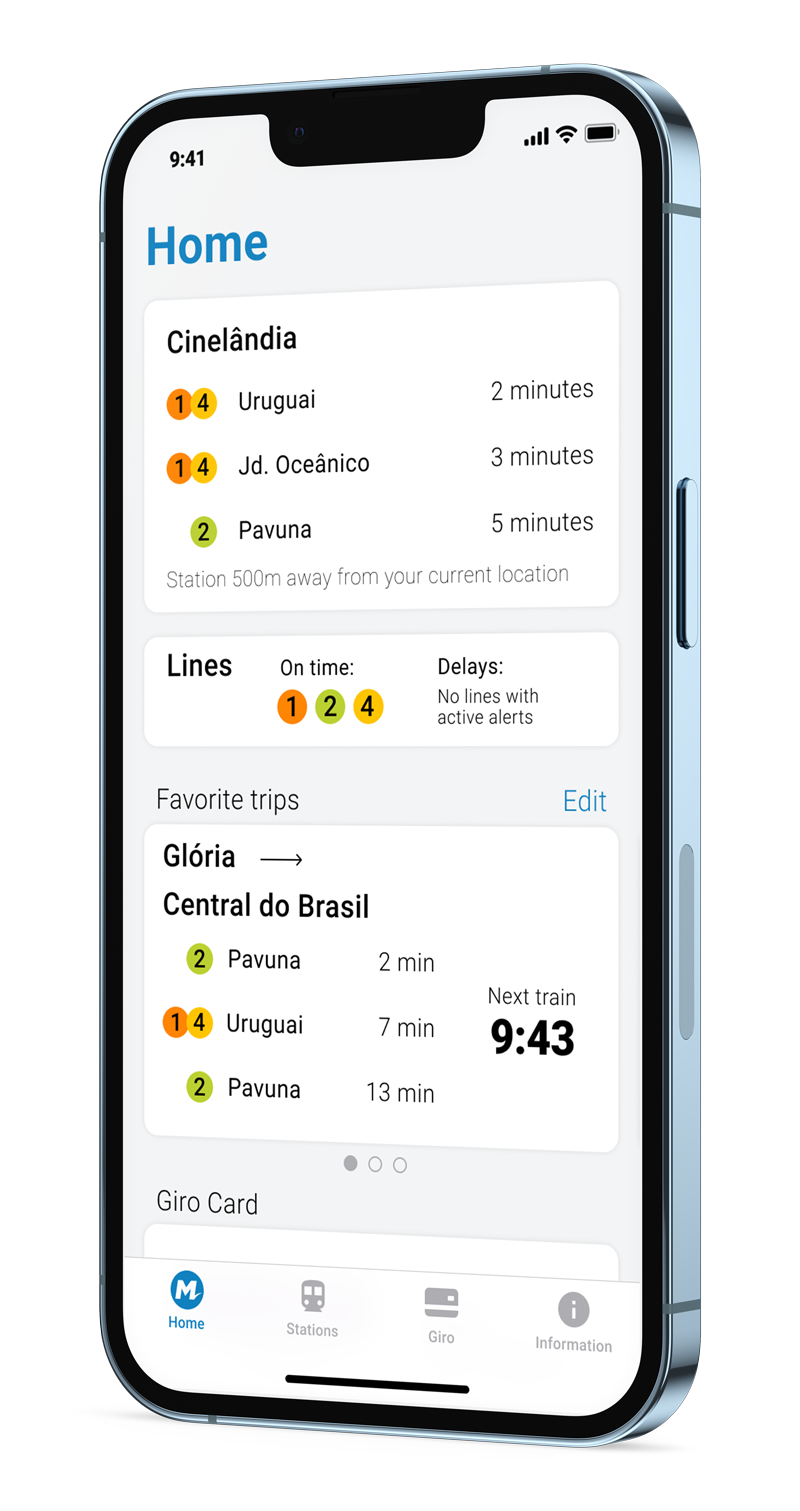 9:41
Home
Cinelândia
1 4 Uruguai 2 minutes
1 4 Jd. Oceânico 3 minutes
2 Pavuna 5 minutes
Station 500m away from your current location
Lines On time: Delays:
1 2 4 No lines with
active alerts
Favorite trips Edit
Glória →
Central do Brasil
2 Pavuna 2 min
1 4 Uruguai 7 min
2 Pavuna 13 min
Next train
9:43
Giro Card
M
Home Stations Giro Information